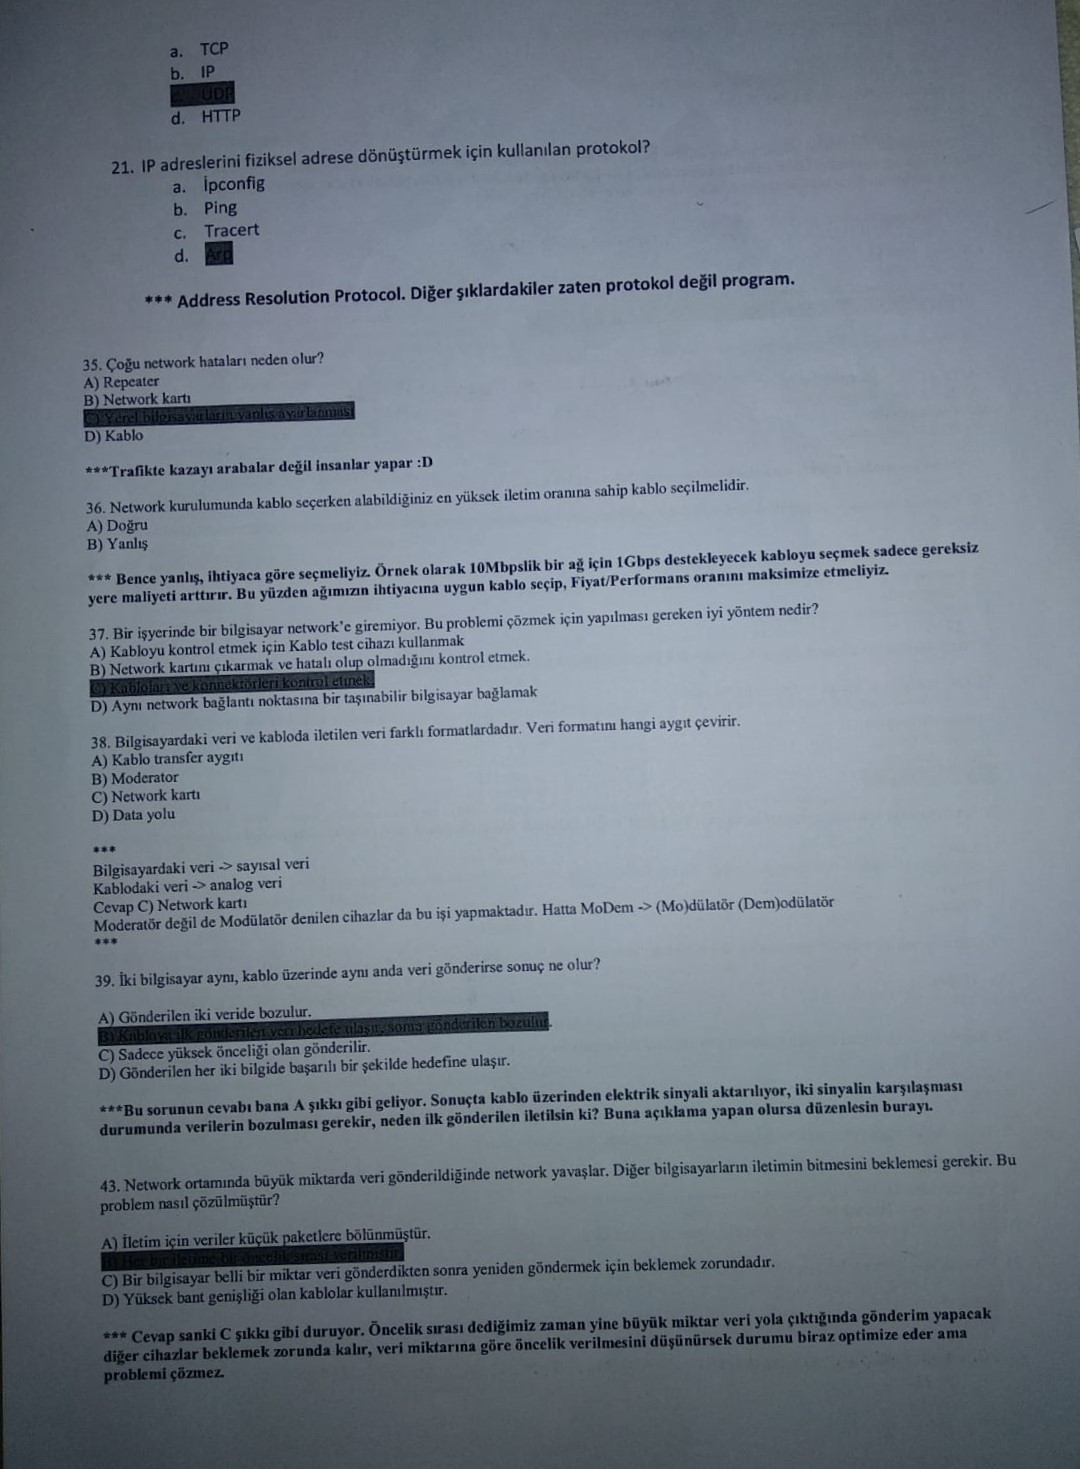 a. TCP
b. IP
UDP
d. HTTP
21. IP adreslerini fiziksel adrese dönüştürmek için kullanılan protokol?
a. İpconfig
b. Ping
c. Tracert
d. Arp
*** Address Resolution Protocol. Diğer şıklardakiler zaten protokol değil program.
35. Çoğu network hataları neden olur?
A) Repeater
B) Network kartı
C) Yerel bilgisayarların yanlış ayarlanması
D) Kablo
***Trafikte kazayı arabalar değil insanlar yapar :D
36. Network kurulumunda kablo seçerken alabildiğiniz en yüksek iletim oranına sahip kablo seçilmelidir.
A) Doğru
B) Yanlış
*** Bence yanlış, ihtiyaca göre seçmeliyiz. Örnek olarak 10Mbpslik bir ağ için 1Gbps destekleyecek kabloyu seçmek sadece gereksiz
yere maliyeti arttırır. Bu yüzden ağımızın ihtiyacına uygun kablo seçip, Fiyat/Performans oranını maksimize etmeliyiz.
37. Bir işyerinde bir bilgisayar network'e giremiyor. Bu problemi çözmek için yapılması gereken iyi yöntem nedir?
A) Kabloyu kontrol etmek için Kablo test cihazı kullanmak
B) Network kartını çıkarmak ve hatalı olup olmadığını kontrol etmek.
C) Kabloları ve konnektörleri kontrol etmek.
D) Aynı network bağlantı noktasına bir taşınabilir bilgisayar bağlamak
38. Bilgisayardaki veri ve kabloda iletilen veri farklı formatlardadır. Veri formatını hangi aygıt çevirir.
A) Kablo transfer aygıtı
B) Moderator
C) Network kartı
D) Data yolu
***
Bilgisayardaki veri -> sayısal veri
Kablodaki veri -> analog veri
Cevap C) Network kartı
Moderatör değil de Modülatör denilen cihazlar da bu işi yapmaktadır. Hatta MoDem -> (Mo)dülatör (Dem)odülatör
***
39. İki bilgisayar aynı, kablo üzerinde aynı anda veri gönderirse sonuç ne olur?
A) Gönderilen iki veride bozulur.
B) Kabloya ilk gönderilen veri hedefe ulaşır, sonra gönderilen bozulur.
C) Sadece yüksek önceliği olan gönderilir.
D) Gönderilen her iki bilgide başarılı bir şekilde hedefine ulaşır.
***Bu sorunun cevabı bana A şıkkı gibi geliyor. Sonuçta kablo üzerinden elektrik sinyali aktarılıyor, iki sinyalin karşılaşması
durumunda verilerin bozulması gerekir, neden ilk gönderilen iletilsin ki? Buna açıklama yapan olursa düzenlesin burayı.
43. Network ortamında büyük miktarda veri gönderildiğinde network yavaşlar. Diğer bilgisayarların iletimin bitmesini beklemesi gerekir. Bu
problem nasıl çözülmüştür?
A) İletim için veriler küçük paketlere bölünmüştür.
B) Her bir iletime bir öncelik sırası verilmiştir.
C) Bir bilgisayar belli bir miktar veri gönderdikten sonra yeniden göndermek için beklemek zorundadır.
D) Yüksek bant genişliği olan kablolar kullanılmıştır.
*** Cevap sanki C şıkkı gibi duruyor. Öncelik sırası dediğimiz zaman yine büyük miktar veri yola çıktığında gönderim yapacak
diğer cihazlar beklemek zorunda kalır, veri miktarına göre öncelik verilmesini düşünürsek durumu biraz optimize eder ama
problemi çözmez.